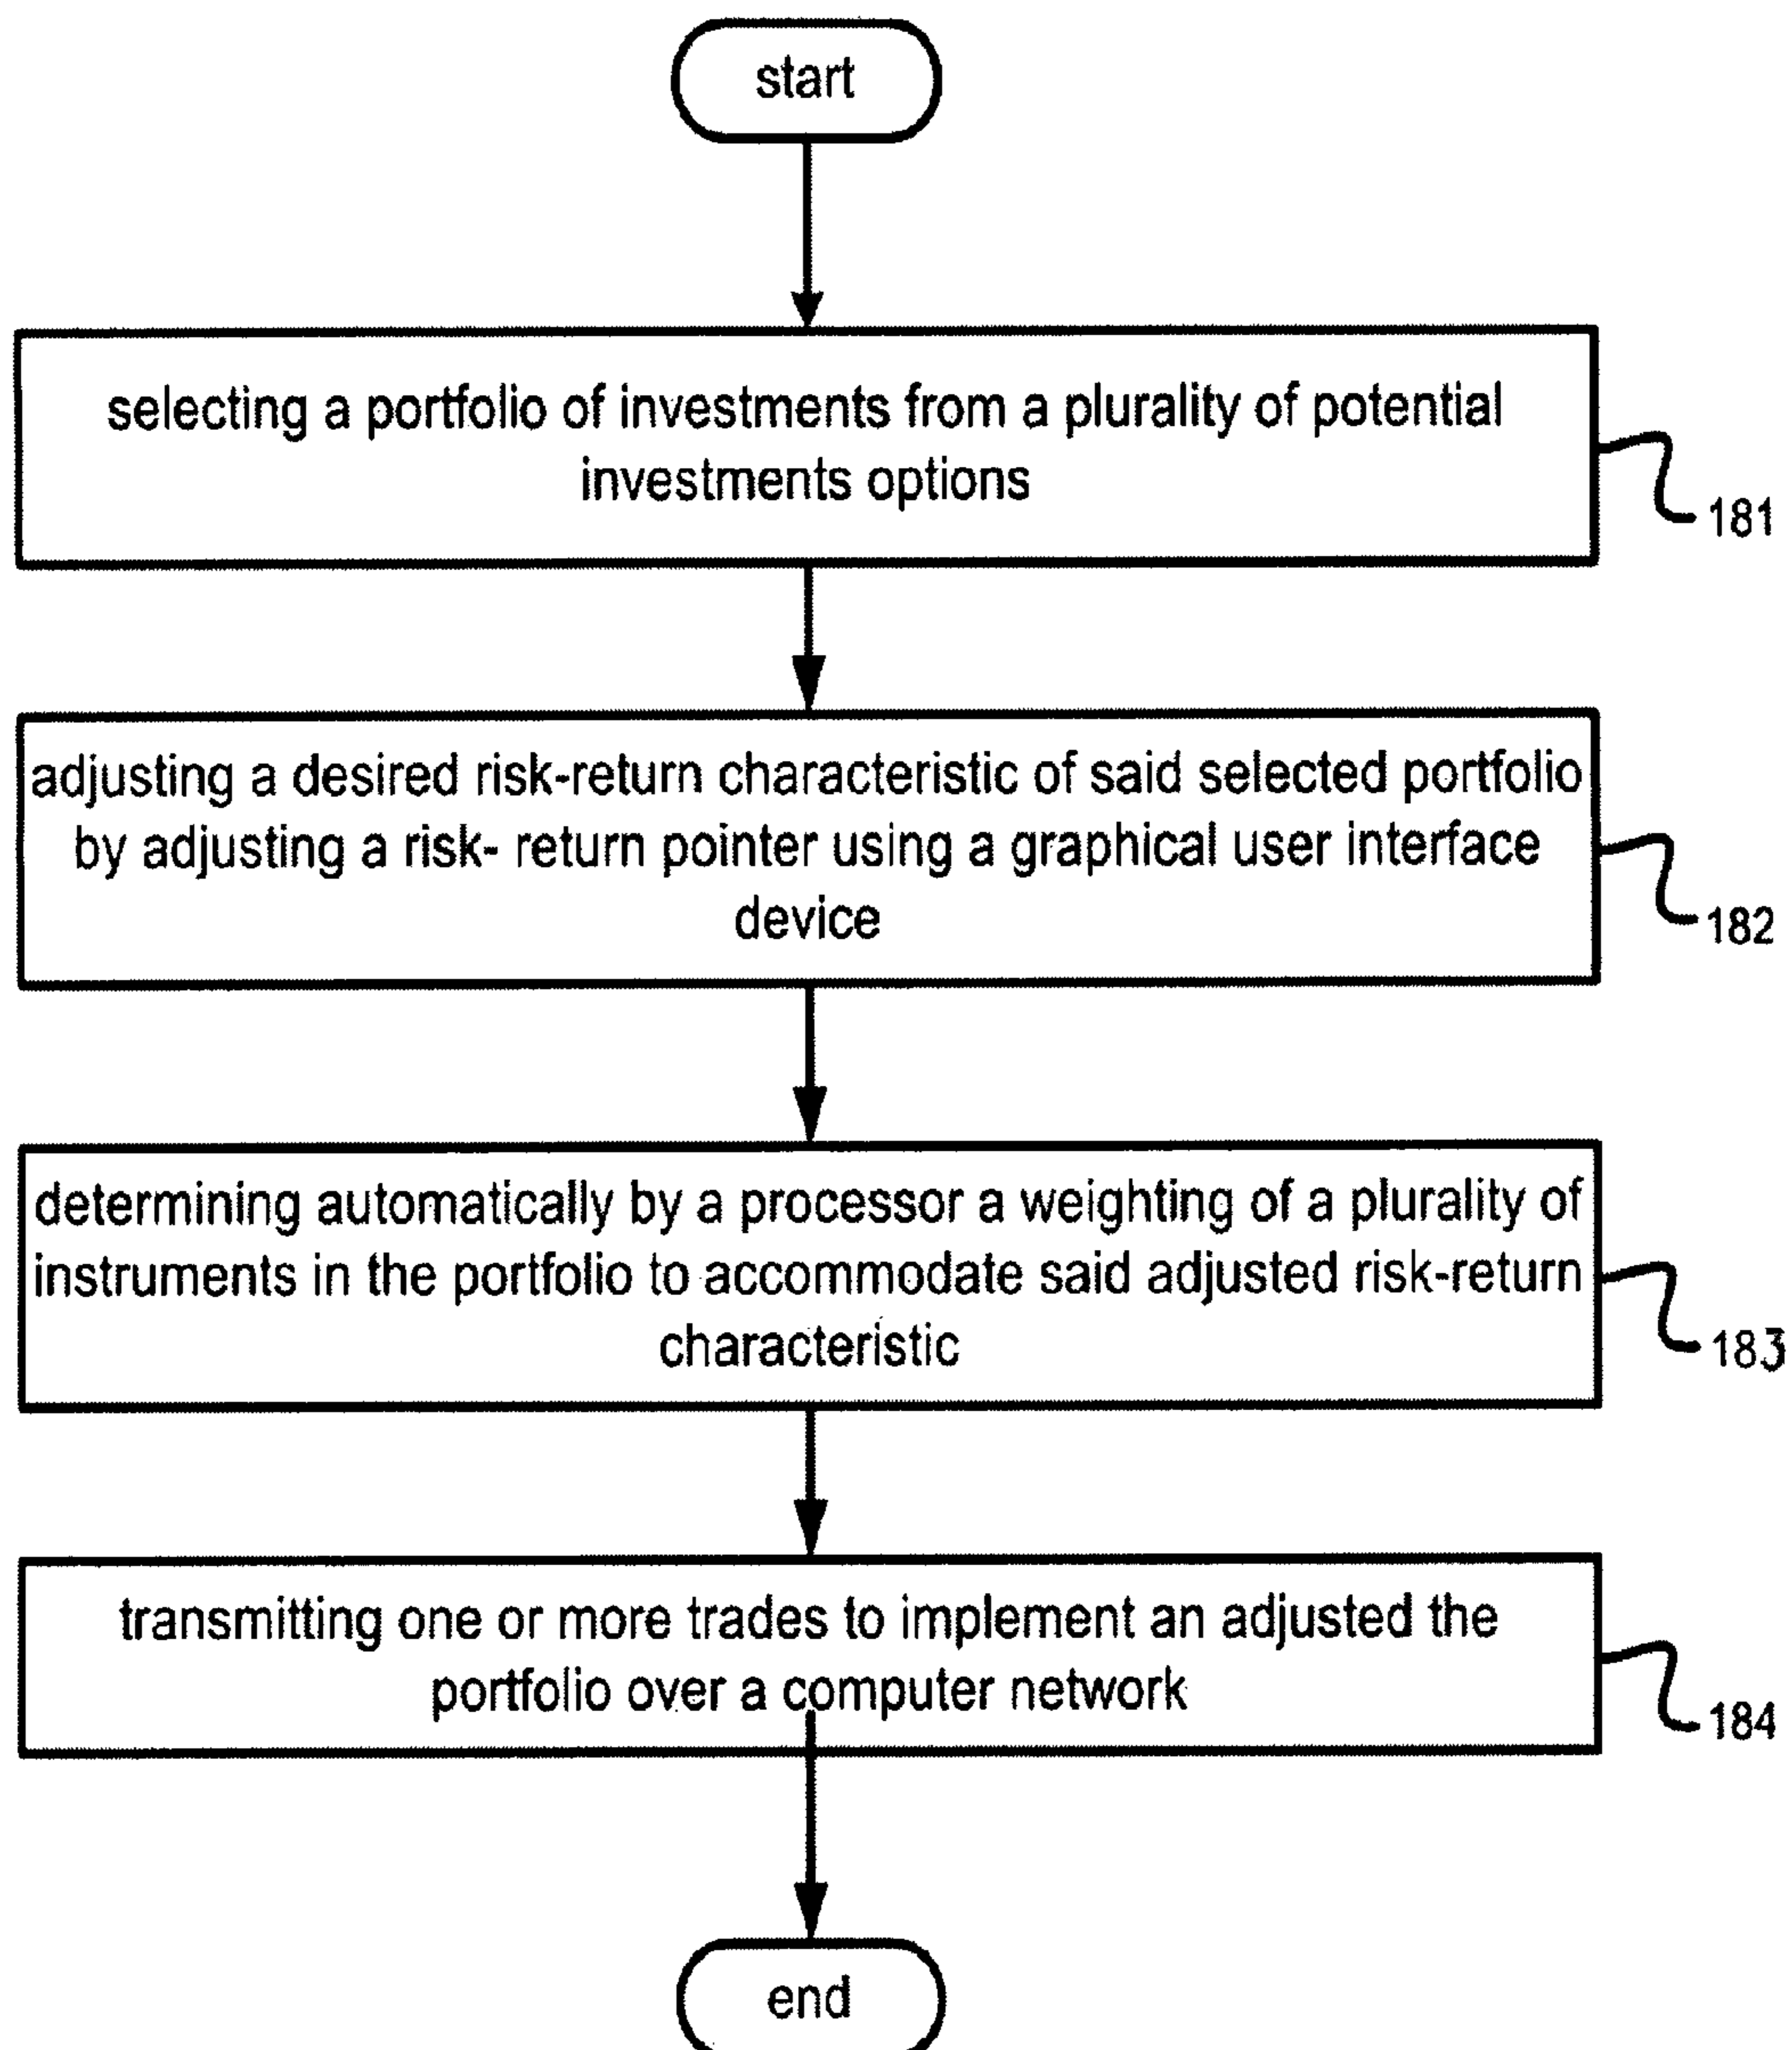 start
selecting a portfolio of investments from a plurality of potential
investments options
181
adjusting a desired risk-return characteristic of said selected portfolio
by adjusting a risk- return pointer using a graphical user interface
device
182
determining automatically by a processor a weighting of a plurality of
instruments in the portfolio to accommodate said adjusted risk-return
characteristic
183
transmitting one or more trades to implement an adjusted the
portfolio over a computer network
184
end